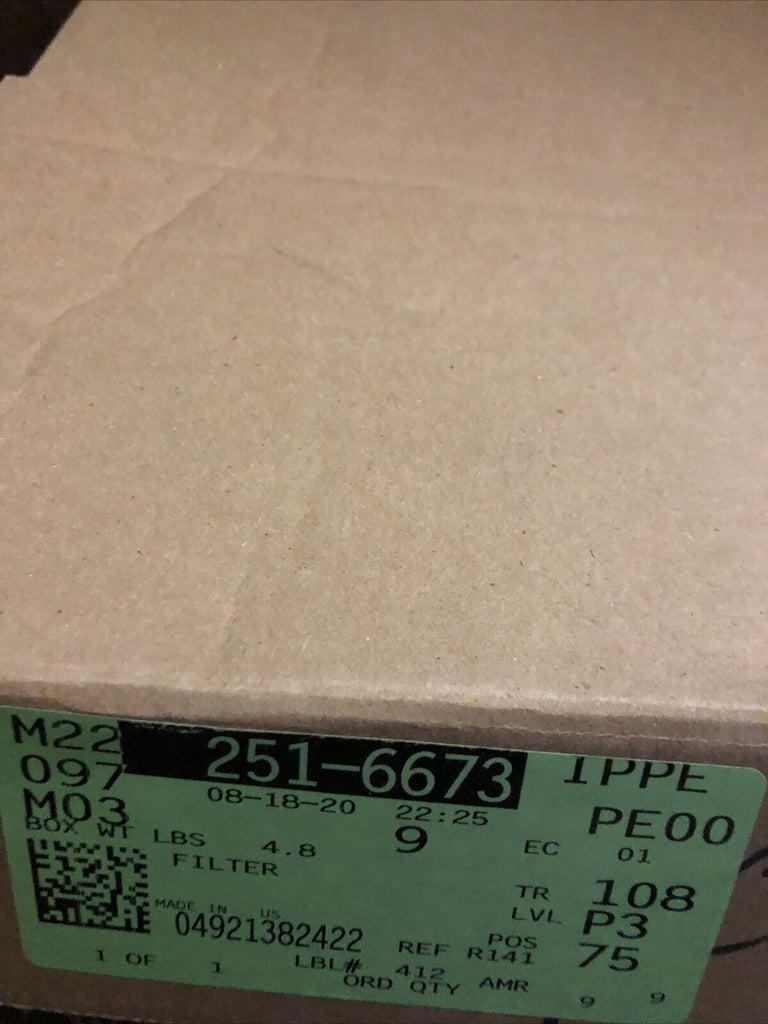 M22 251-6673 1PPE
097 08-18-20 22:25 PE00
M03 9 EC 01
BOX WT LBS 4.8
FILTER
TR 108
MADE IN US LVL P3
04921382422 POS 75
REF R141
1 OF 1 LBL# 412 AMR
ORD QTY 9 9